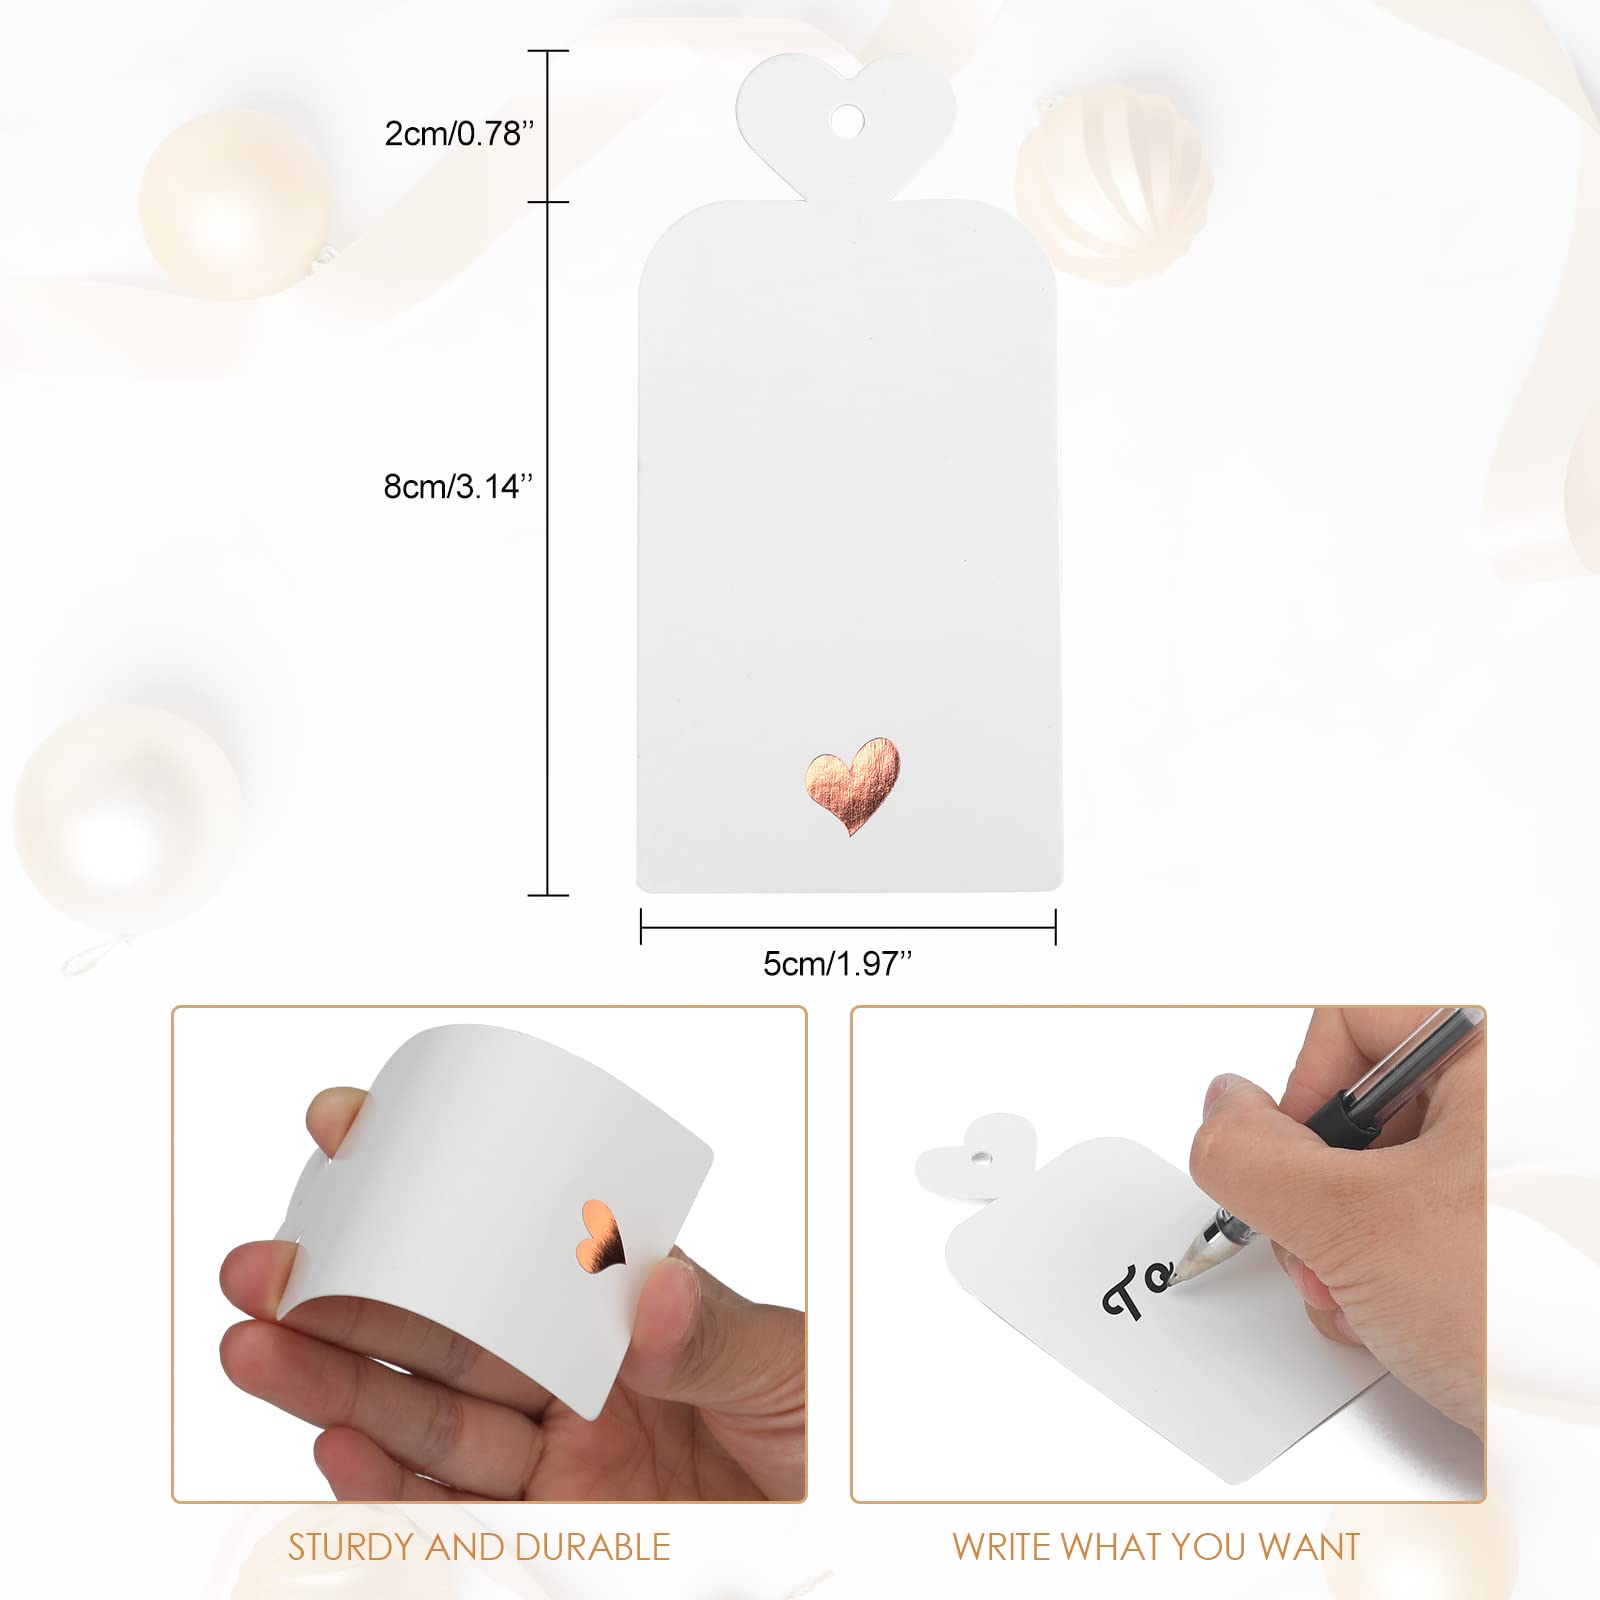 2cm/0.78’’
8cm/3.14’’
5cm/1.97’’
To
STURDY AND DURABLE
WRITE WHAT YOU WANT